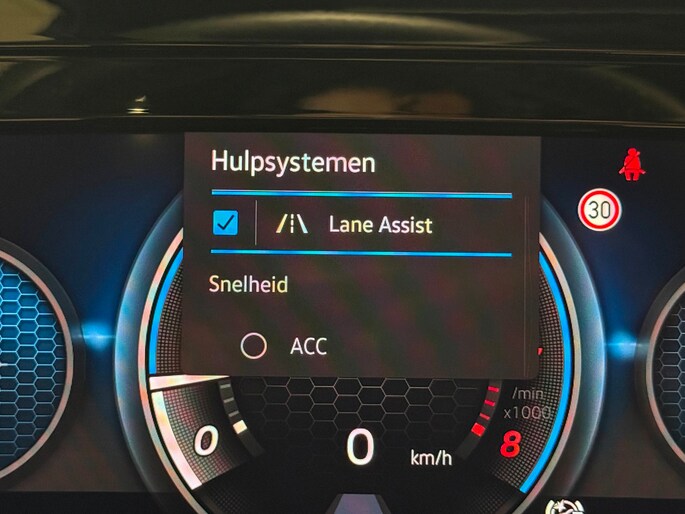 Hulpsystemen
Lane Assist
30
Snelheid
ACC
/min
x1000
0
0
km/h
8